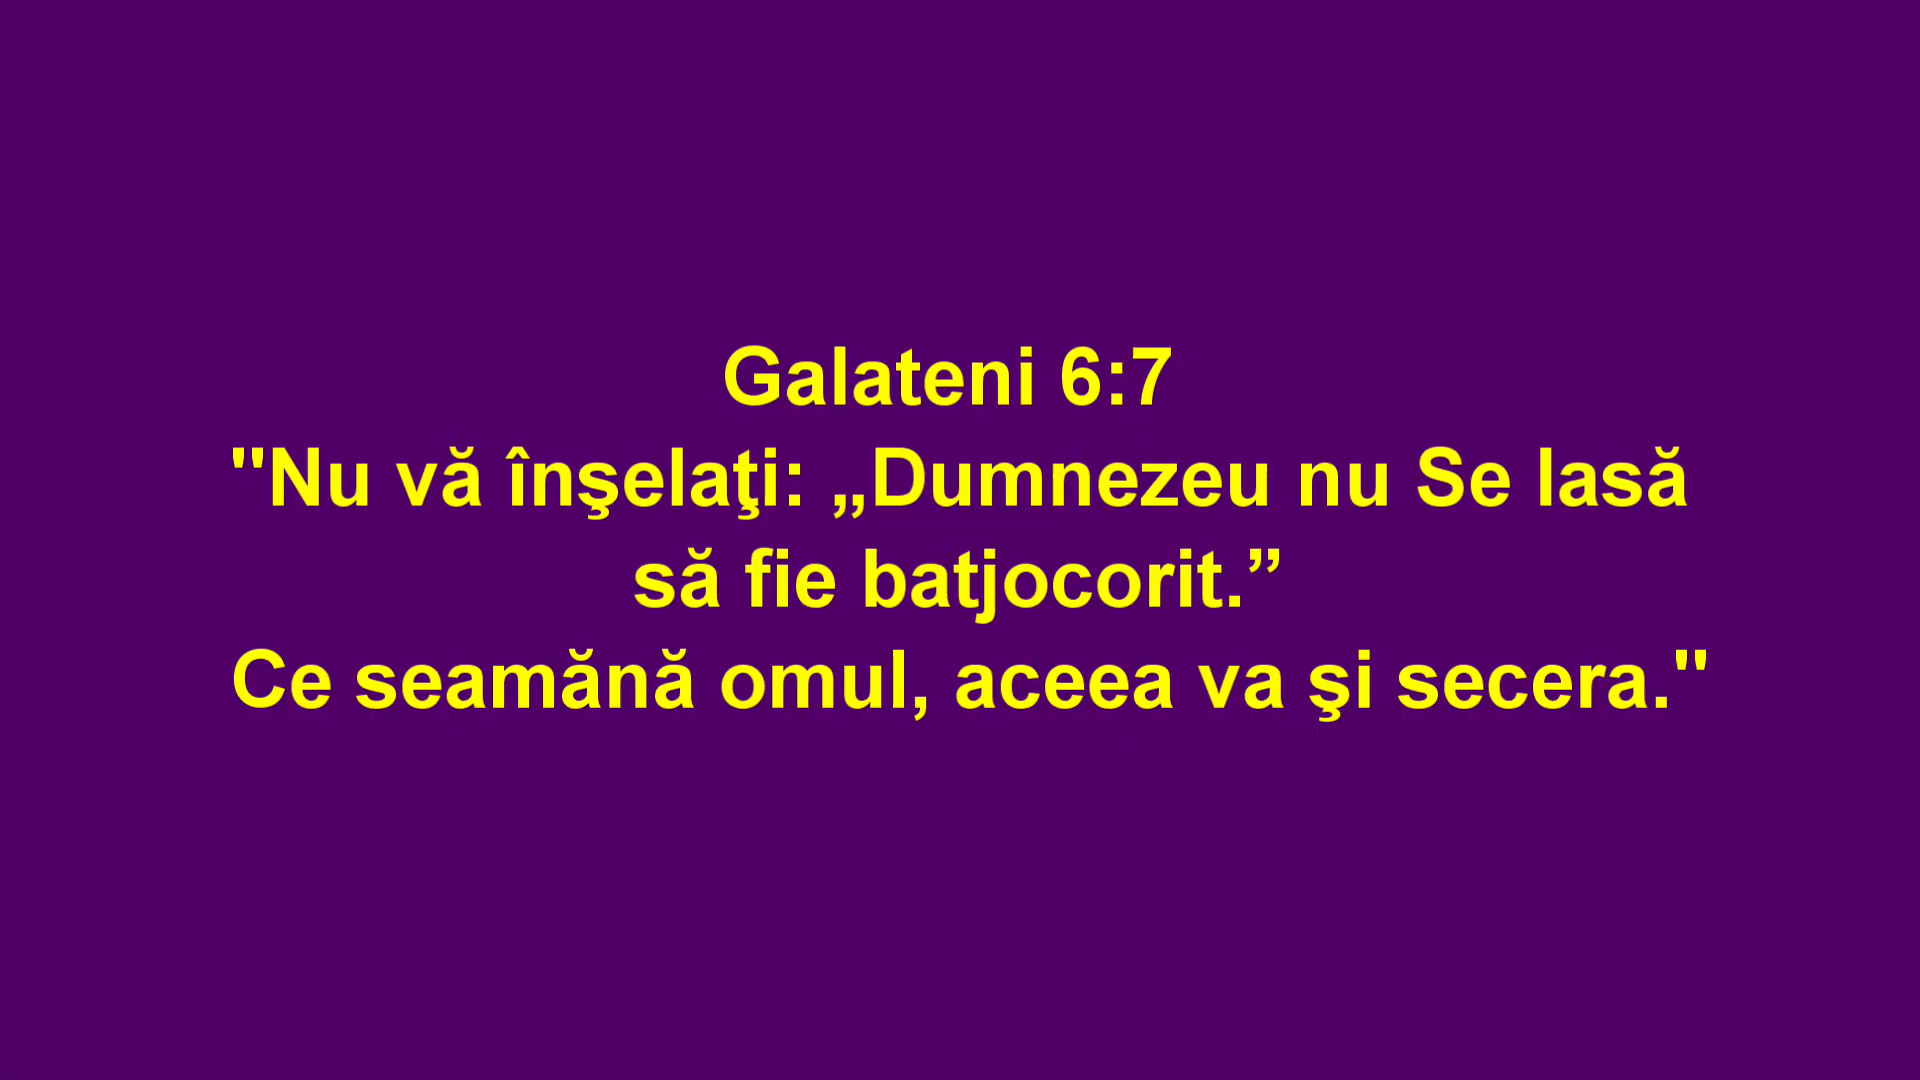 Galateni 6:7
"Nu vă înşelaţi: „Dumnezeu nu Se lasă
să fie batjocorit.”
Ce seamănă omul, aceea va şi secera."